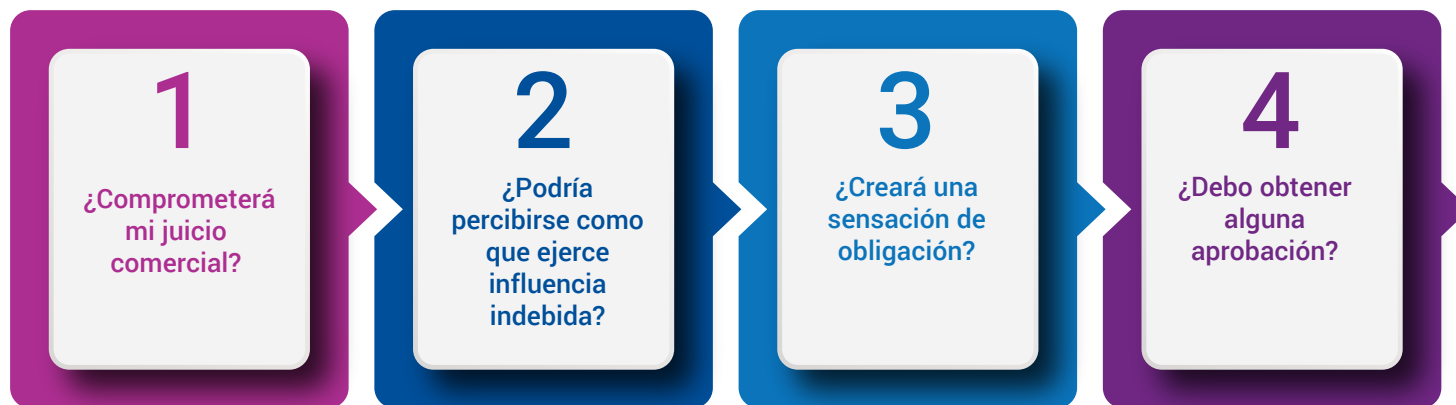 1
¿Comprometerá
mi juicio
comercial?
2
¿Podría
percibirse como
que ejerce
influencia
indebida?
3
¿Creará una
sensación de
obligación?
4
¿Debo obtener
alguna
aprobación?